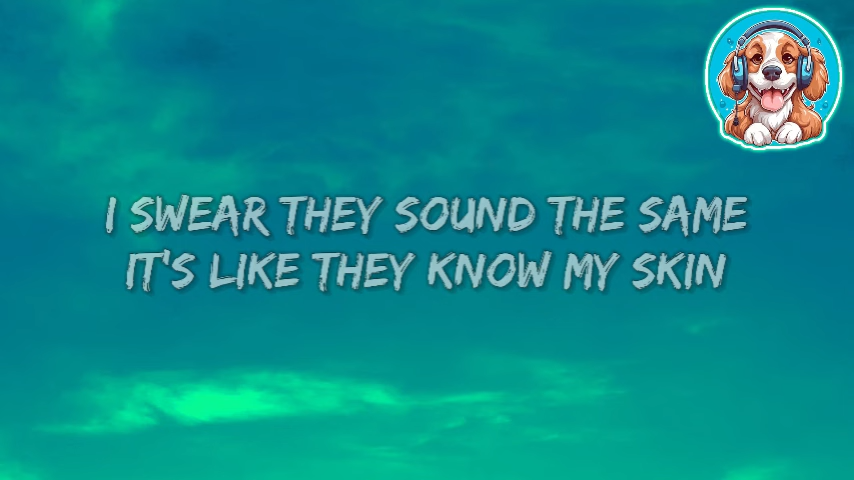 I SWEAR THEY SOUND THE SAME
IT'S LIKE THEY KNOW MY SKIN